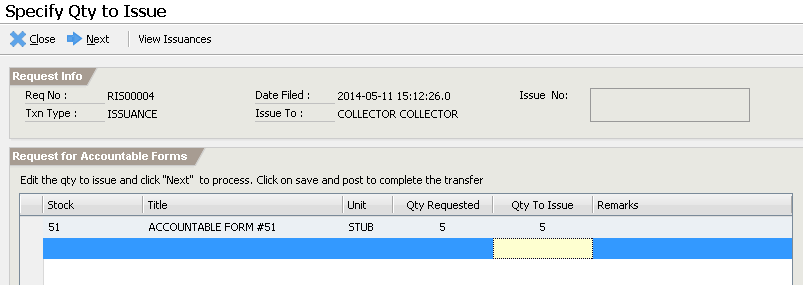 Specify Qty to Issue
Close Next View Issuances
Request Info
Req No : RIS00004 Date Filed : 2014-05-11 15:12:26.0 Issue No:
Txn Type : ISSUANCE Issue To : COLLECTOR COLLECTOR
Request for Accountable Forms
Edit the qty to issue and click "Next" to process. Click on save and post to complete the transfer
Stock Title Unit Qty Requested Qty To Issue Remarks
51 ACCOUNTABLE FORM #51 STUB 5 5